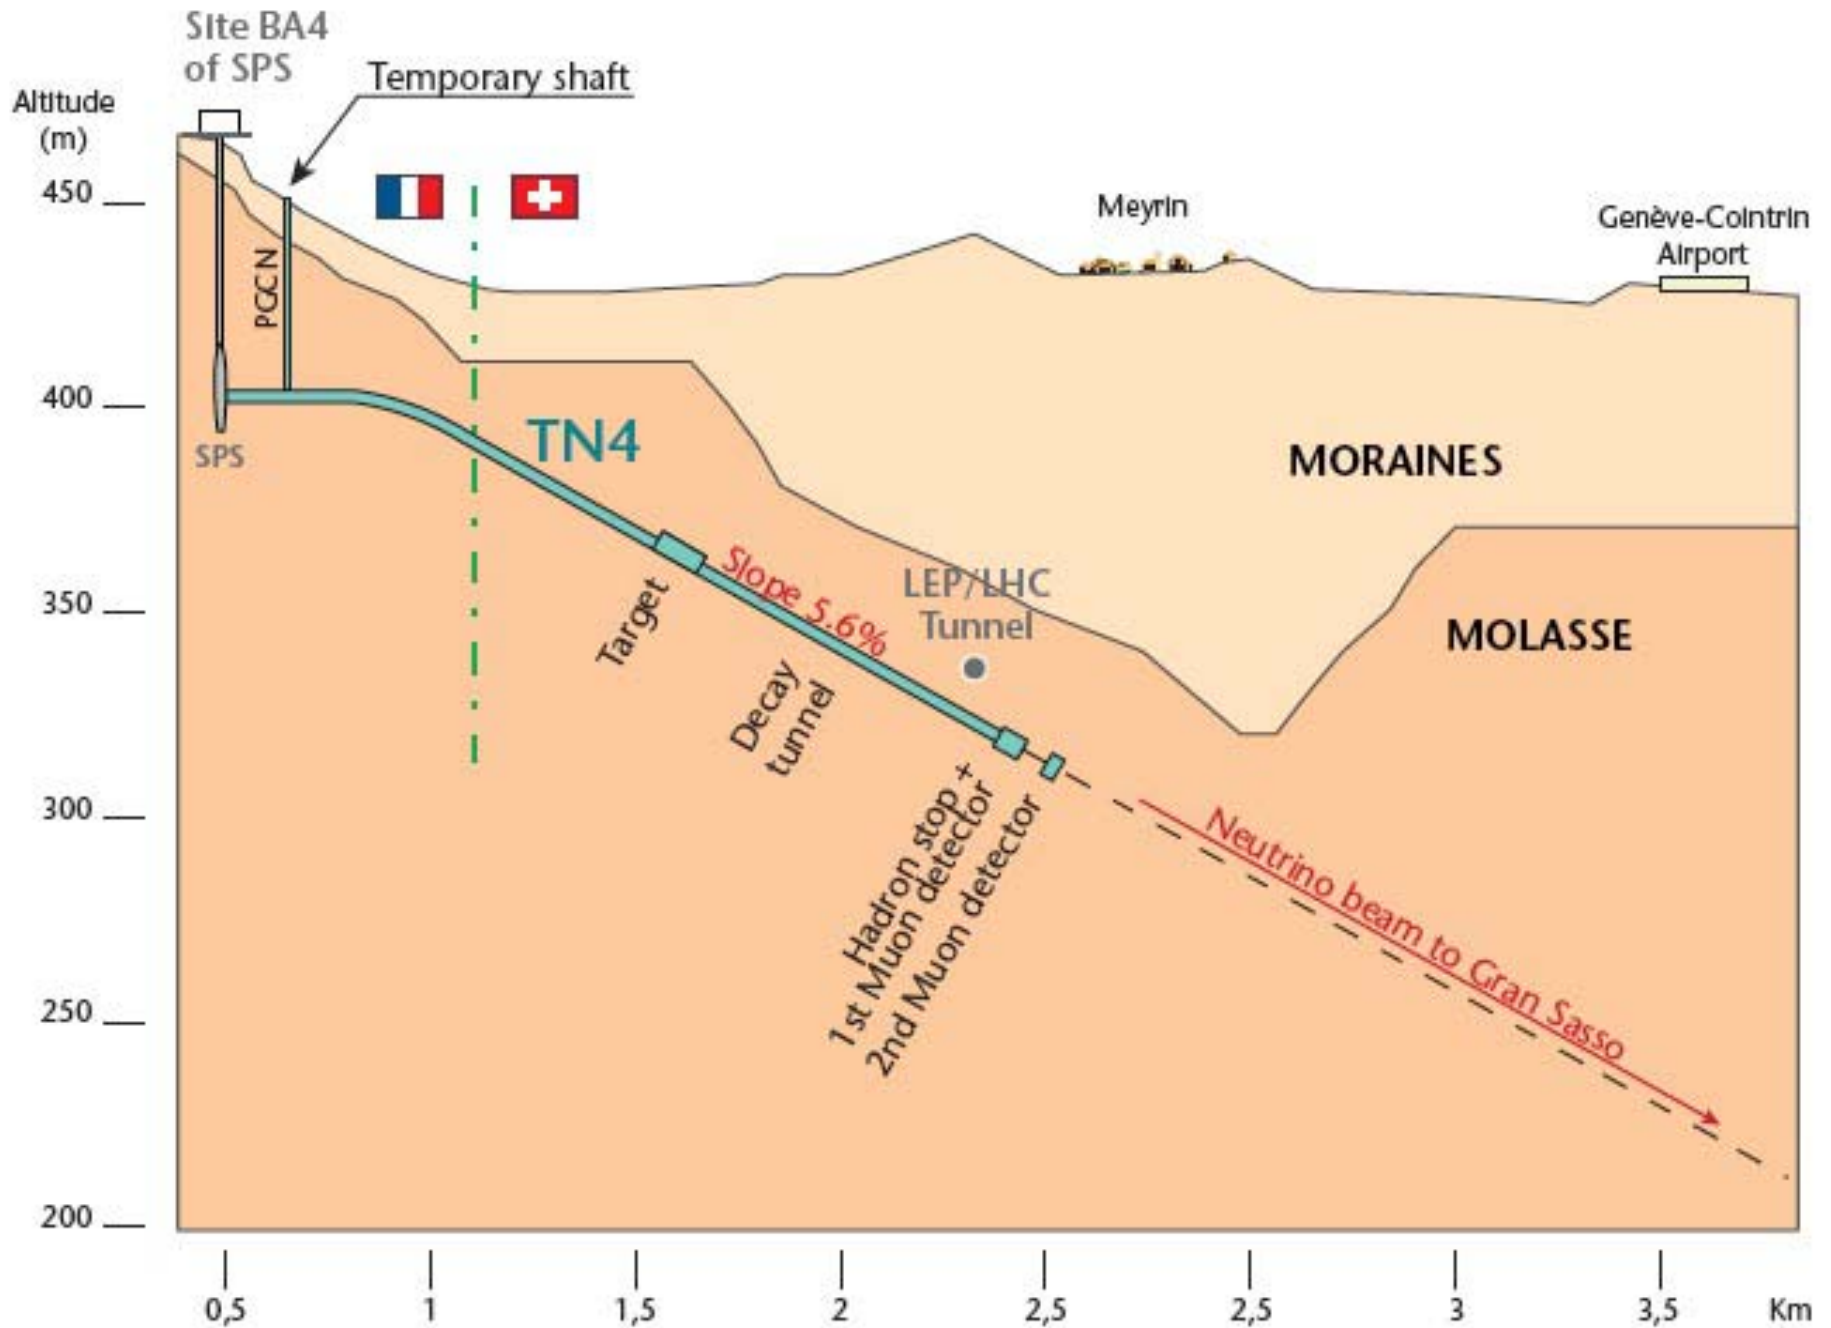 Site BA4
of SPS
Temporary shaft
Altitude
(m)
450
400
350
300
250
200
PGCN
SPS
TN4
Meyrin
Genève-Cointrin
Airport
MORAINES
MOLASSE
LEP/LHC
Tunnel
Slope 5.6%
Target
Decay
tunnel
Hadron stop +
1st Muon detector
2nd Muon detector
Neutrino beam to Gran Sasso
0,5
1
1,5
2
2,5
2,5
3
3,5
Km